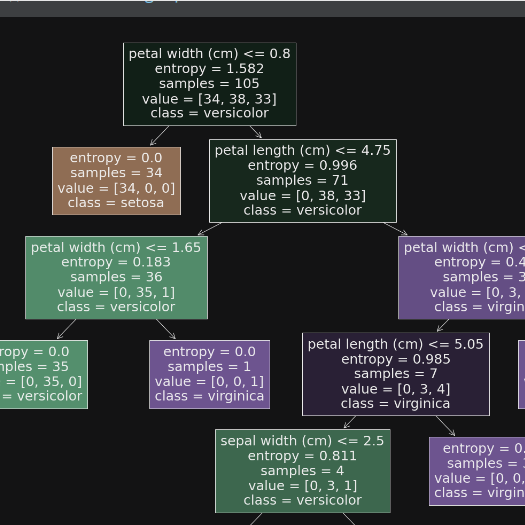 petal width (cm) <= 0.8
entropy = 1.582
samples = 105
value = [34, 38, 33]
class = versicolor
entropy = 0.0
samples = 34
value = [34, 0, 0]
class = setosa
petal length (cm) <= 4.75
entropy = 0.996
samples = 71
value = [0, 38, 33]
class = versicolor
petal width (cm) <= 1.65
entropy = 0.183
samples = 36
value = [0, 35, 1]
class = versicolor
petal width (cm) <
entropy = 0.4
samples = 3
value = [0, 3,
class = virgin
ropy = 0.0
ples = 35
= [0, 35, 0]
= versicolor
entropy = 0.0
samples = 1
value = [0, 0, 1]
class = virginica
petal length (cm) <= 5.05
entropy = 0.985
samples = 7
value = [0, 3, 4]
class = virginica
sepal width (cm) <= 2.5
entropy = 0.811
samples = 4
value = [0, 3, 1]
class = versicolor
entropy = 0.
samples =
value = [0, 0,
class = virgin